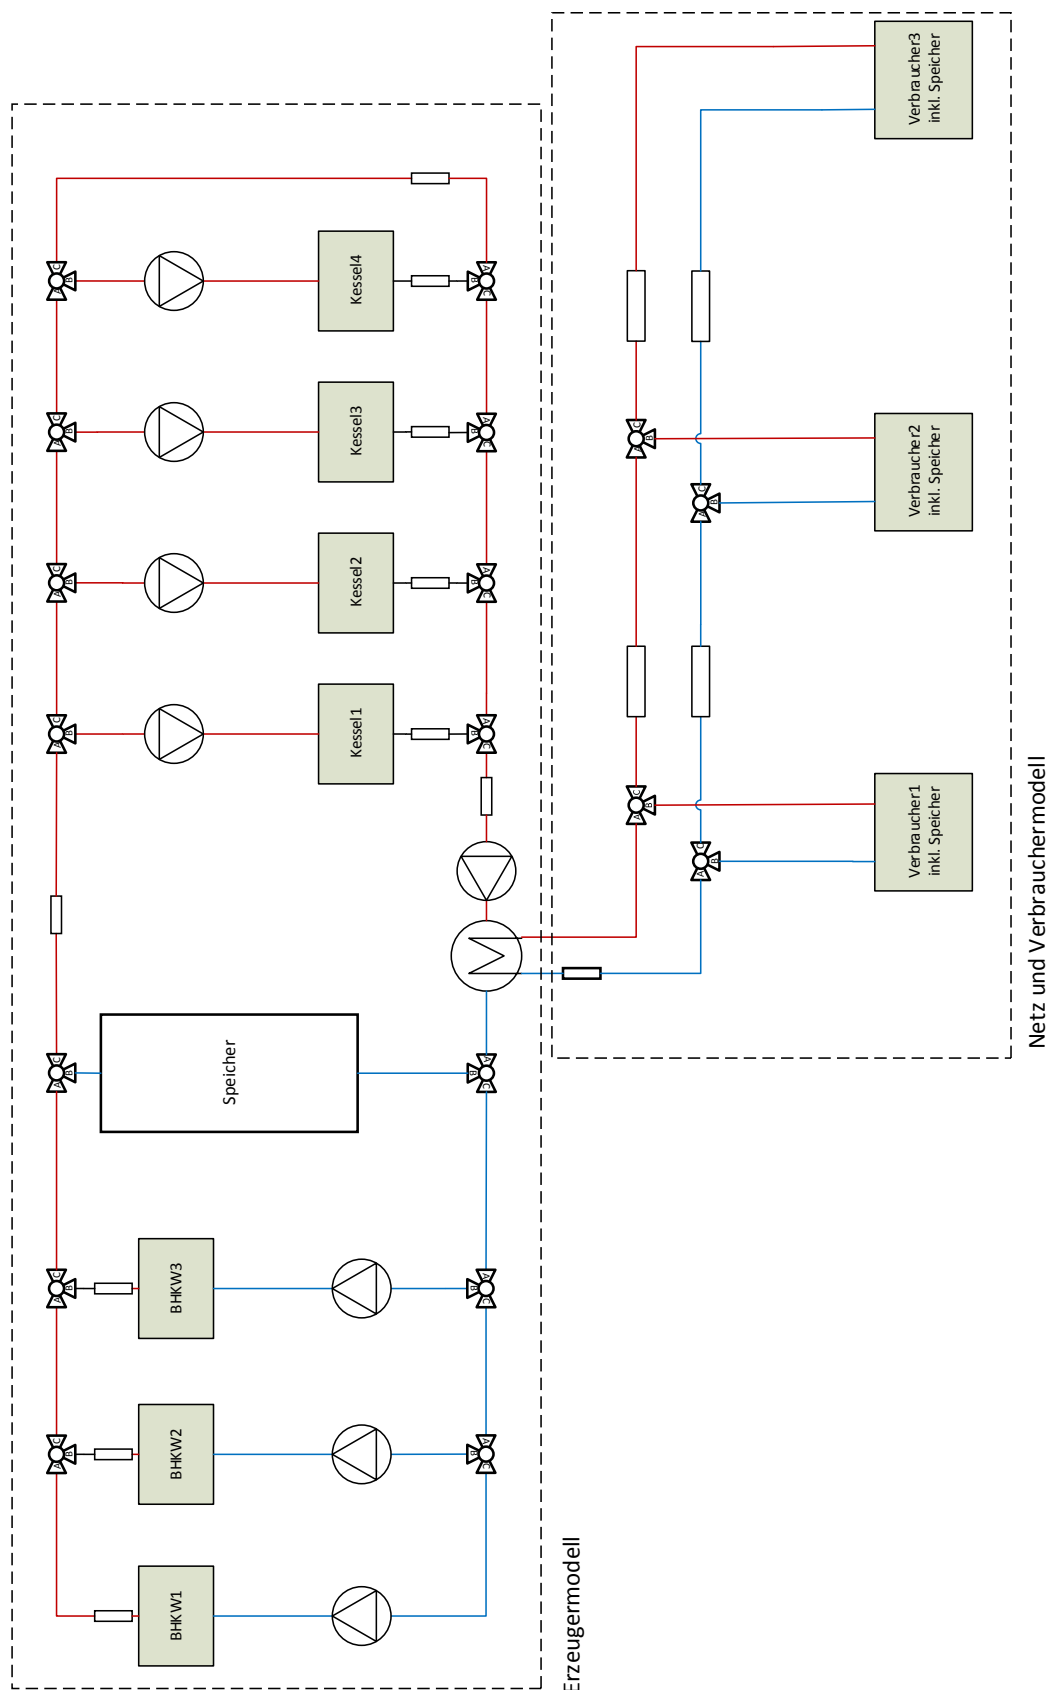 A C A C A C A C A C A C A C
B B B B B B B
BHKW1
BHKW2
BHKW3
Speicher
Kessel1
Kessel2
Kessel3
Kessel4
B B B B B B B
C A C A C A C A C A C A C A
Erzeugermodell
A C A C
B B
A C A C
B B
Verbraucher1
inkl. Speicher
Verbraucher2
inkl. Speicher
Verbraucher3
inkl. Speicher
Netz und Verbrauchermodell